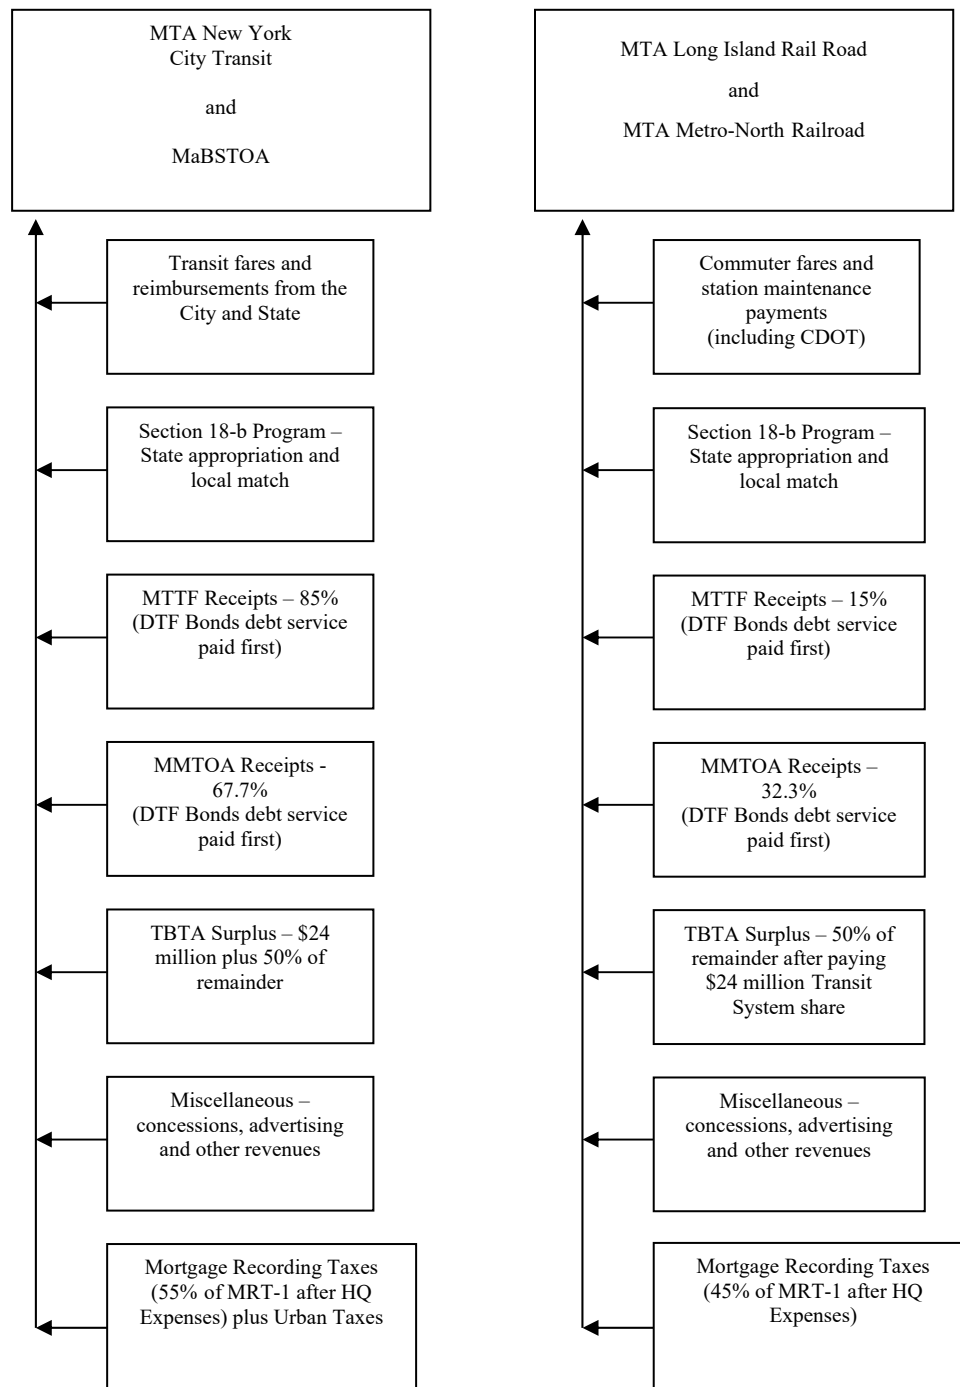 MTA New York
City Transit
and
MaBSTOA
Transit fares and
reimbursements from the
City and State
Section 18-b Program –
State appropriation and
local match
MTTF Receipts – 85%
(DTF Bonds debt service
paid first)
MMTOA Receipts -
67.7%
(DTF Bonds debt service
paid first)
TBTA Surplus – $24
million plus 50% of
remainder
Miscellaneous –
concessions, advertising
and other revenues
Mortgage Recording Taxes
(55% of MRT-1 after HQ
Expenses) plus Urban Taxes
MTA Long Island Rail Road
and
MTA Metro-North Railroad
Commuter fares and
station maintenance
payments
(including CDOT)
Section 18-b Program –
State appropriation and
local match
MTTF Receipts – 15%
(DTF Bonds debt service
paid first)
MMTOA Receipts –
32.3%
(DTF Bonds debt service
paid first)
TBTA Surplus – 50% of
remainder after paying
$24 million Transit
System share
Miscellaneous –
concessions, advertising
and other revenues
Mortgage Recording Taxes
(45% of MRT-1 after HQ
Expenses)